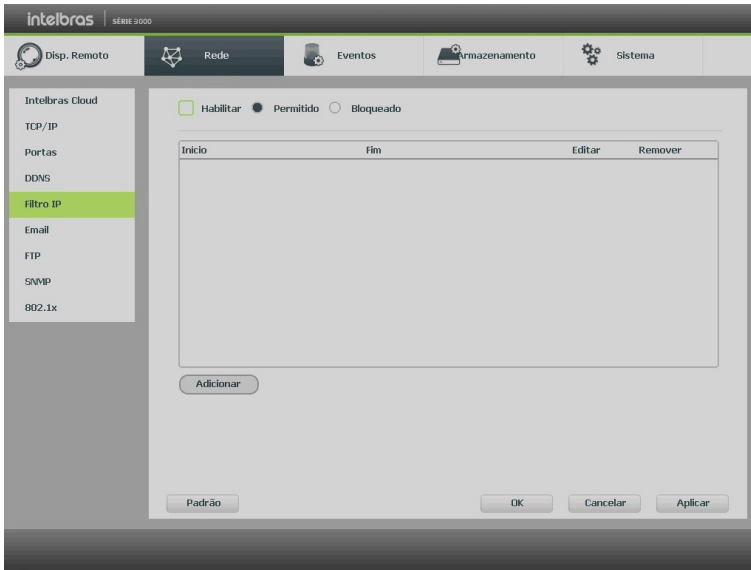 intelbras SÉRIE 3000
Disp. Remoto Rede Eventos Armazenamento Sistema
Intelbras Cloud
TCP/IP
Portas
DDNS
Filtro IP
Email
FTP
SNMP
802.1x
Habilitar Permitido Bloqueado
Inicio Fim Editar Remover
Adicionar
Padrão OK Cancelar Aplicar